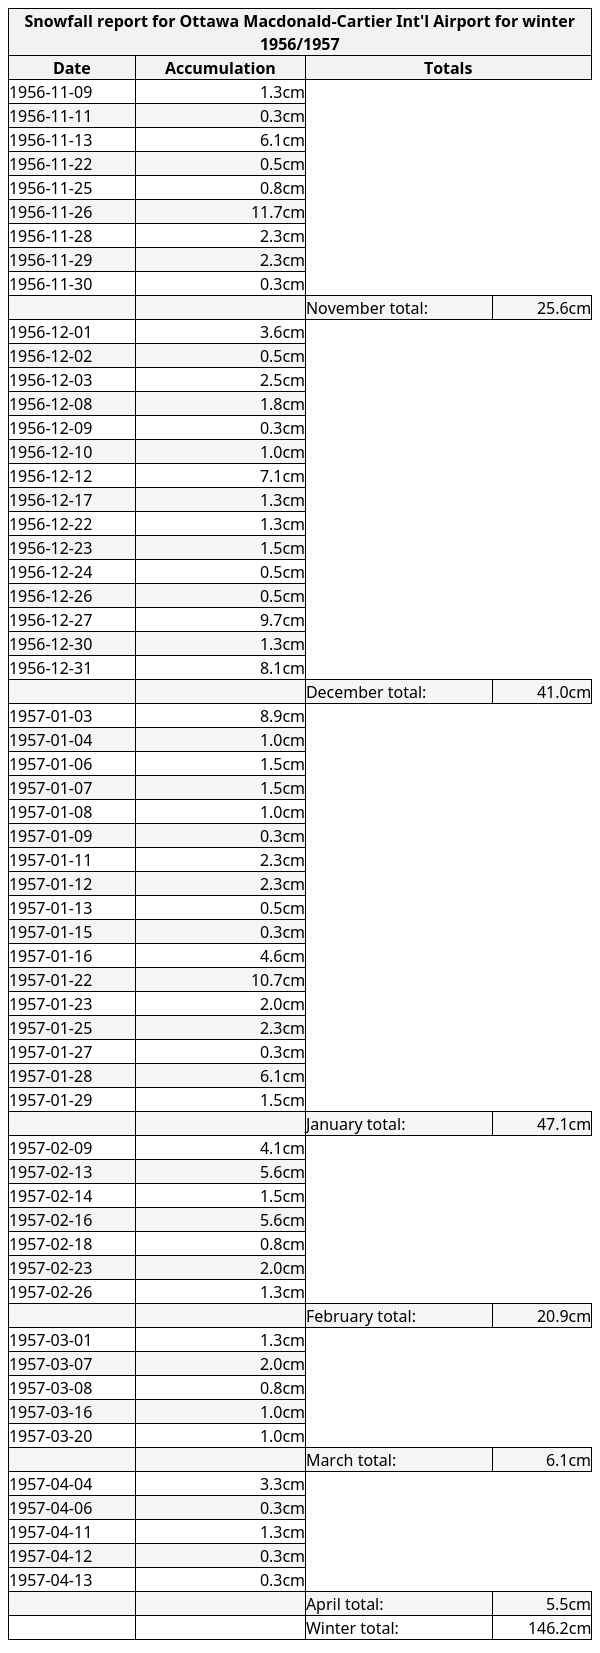 Snowfall report for Ottawa Macdonald-Cartier Int'l Airport for winter
1956/1957
Date Accumulation Totals
1956-11-09 1.3cm
1956-11-11 0.3cm
1956-11-13 6.1cm
1956-11-22 0.5cm
1956-11-25 0.8cm
1956-11-26 11.7cm
1956-11-28 2.3cm
1956-11-29 2.3cm
1956-11-30 0.3cm
November total: 25.6cm
1956-12-01 3.6cm
1956-12-02 0.5cm
1956-12-03 2.5cm
1956-12-08 1.8cm
1956-12-09 0.3cm
1956-12-10 1.0cm
1956-12-12 7.1cm
1956-12-17 1.3cm
1956-12-22 1.3cm
1956-12-23 1.5cm
1956-12-24 0.5cm
1956-12-26 0.5cm
1956-12-27 9.7cm
1956-12-30 1.3cm
1956-12-31 8.1cm
December total: 41.0cm
1957-01-03 8.9cm
1957-01-04 1.0cm
1957-01-06 1.5cm
1957-01-07 1.5cm
1957-01-08 1.0cm
1957-01-09 0.3cm
1957-01-11 2.3cm
1957-01-12 2.3cm
1957-01-13 0.5cm
1957-01-15 0.3cm
1957-01-16 4.6cm
1957-01-22 10.7cm
1957-01-23 2.0cm
1957-01-25 2.3cm
1957-01-27 0.3cm
1957-01-28 6.1cm
1957-01-29 1.5cm
January total: 47.1cm
1957-02-09 4.1cm
1957-02-13 5.6cm
1957-02-14 1.5cm
1957-02-16 5.6cm
1957-02-18 0.8cm
1957-02-23 2.0cm
1957-02-26 1.3cm
February total: 20.9cm
1957-03-01 1.3cm
1957-03-07 2.0cm
1957-03-08 0.8cm
1957-03-16 1.0cm
1957-03-20 1.0cm
March total: 6.1cm
1957-04-04 3.3cm
1957-04-06 0.3cm
1957-04-11 1.3cm
1957-04-12 0.3cm
1957-04-13 0.3cm
April total: 5.5cm
Winter total: 146.2cm